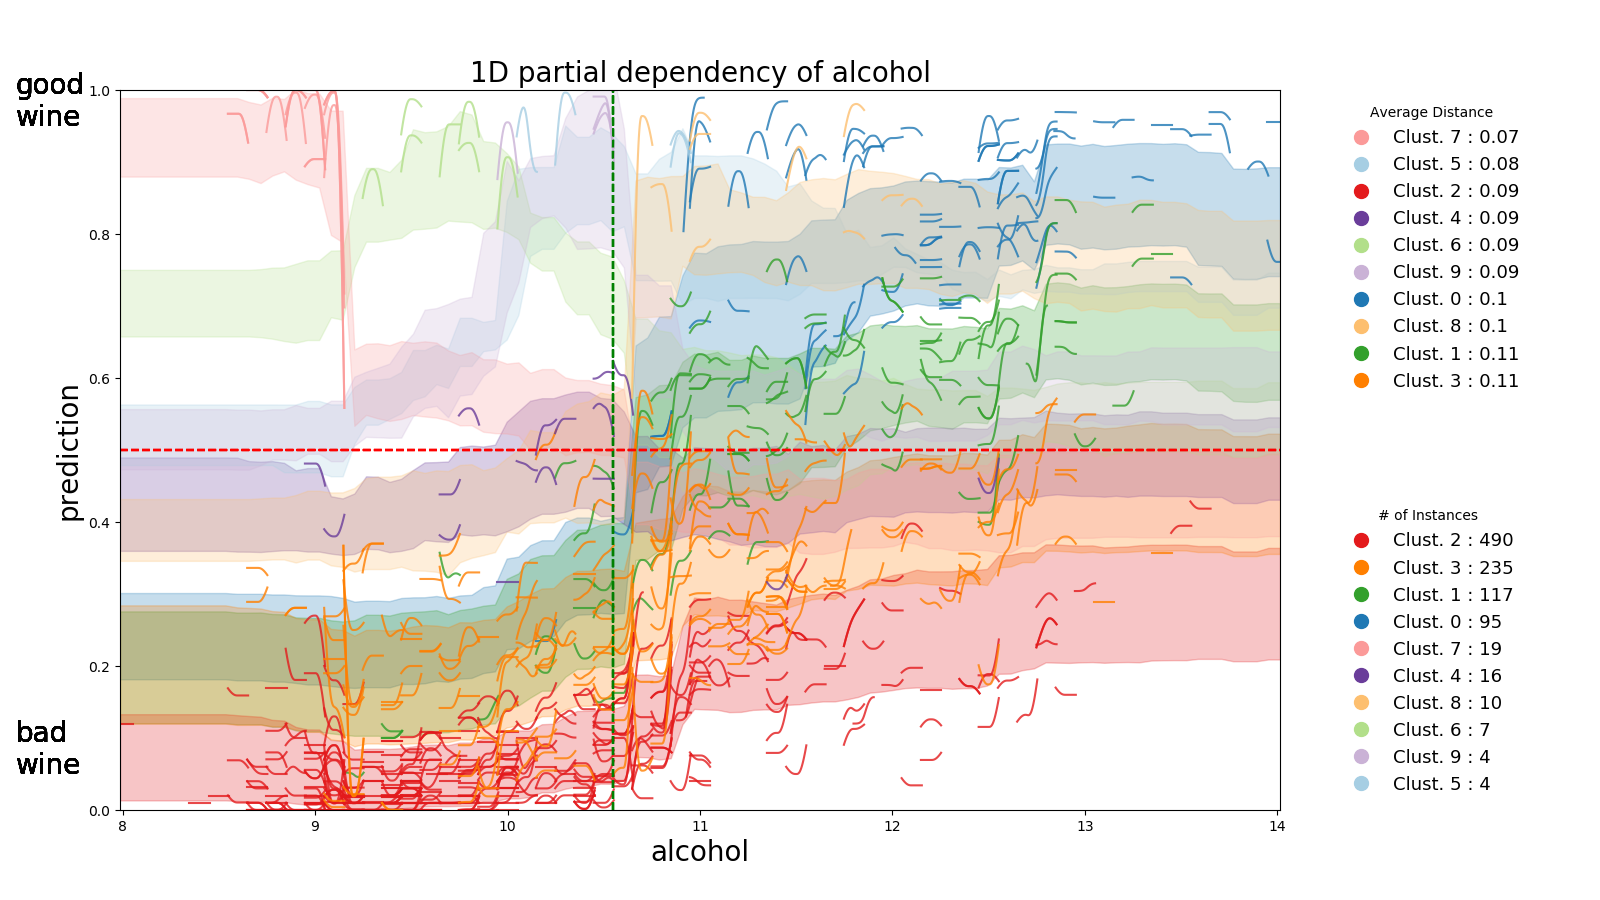 1D partial dependency of alcohol
good
wine
1.0
0.8
0.6
0.4
0.2
0.0
prediction
bad
wine
8
9
10
11
12
13
14
alcohol
Average Distance
Clust. 7 : 0.07
Clust. 5 : 0.08
Clust. 2 : 0.09
Clust. 4 : 0.09
Clust. 6 : 0.09
Clust. 9 : 0.09
Clust. 0 : 0.1
Clust. 8 : 0.1
Clust. 1 : 0.11
Clust. 3 : 0.11
# of Instances
Clust. 2 : 490
Clust. 3 : 235
Clust. 1 : 117
Clust. 0 : 95
Clust. 7 : 19
Clust. 4 : 16
Clust. 8 : 10
Clust. 6 : 7
Clust. 9 : 4
Clust. 5 : 4